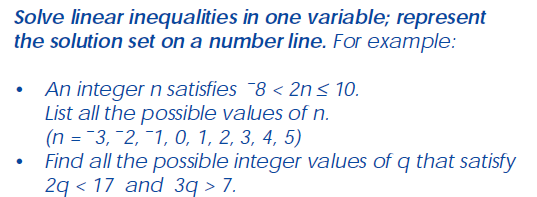 Solve linear inequalities in one variable; represent
the solution set on a number line. For example:
• An integer n satisfies ⁻8 < 2n ≤ 10.
List all the possible values of n.
(n = ⁻3, ⁻2, ⁻1, 0, 1, 2, 3, 4, 5)
• Find all the possible integer values of q that satisfy
2q < 17 and 3q > 7.